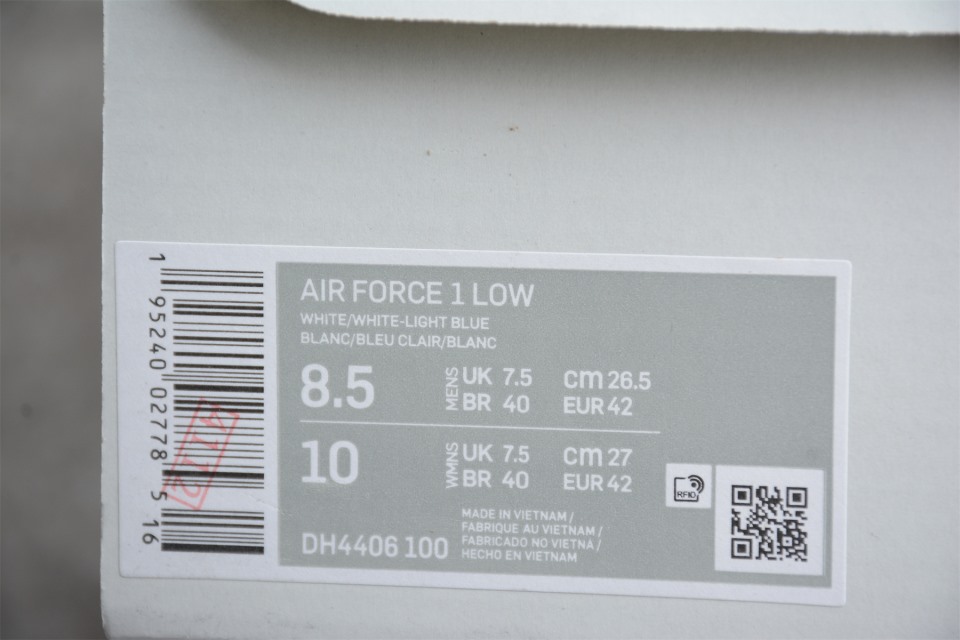 AIR FORCE 1 LOW
WHITE/WHITE-LIGHT BLUE
BLANC/BLEU CLAIR/BLANC
8.5 MENS UK 7.5 cm 26.5
BR 40 EUR 42
10 WMNS UK 7.5 cm 27
BR 40 EUR 42
RFID
MADE IN VIETNAM /
FABRIQUE AU VIETNAM /
FABRICADO NO VIETNA /
HECHO EN VIETNAM
DH4406 100
1 95240 02778 5 16